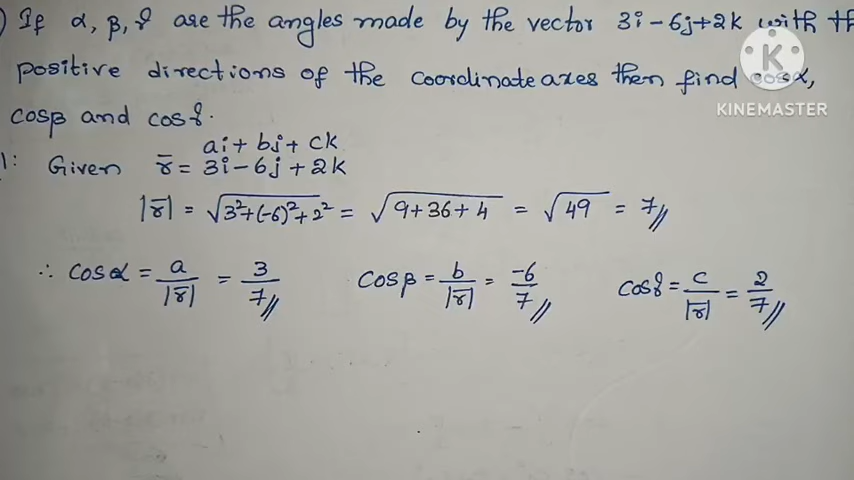 ) If α, β, γ are the angles made by the vector 3i - 6j + 2k with th
positive directions of the coordinate axes then find cosα,
cosβ and cosγ.
ai + bj + ck
1: Given r̄ = 3i - 6j + 2k
|r̄| = √(3²+(-6)²+2²) = √(9+36+4) = √49 = 7//
∴ cosα = a/|r̄| = 3/7// cosβ = b/|r̄| = -6/7// cosγ = c/|r̄| = 2/7//
K
KINEMASTER